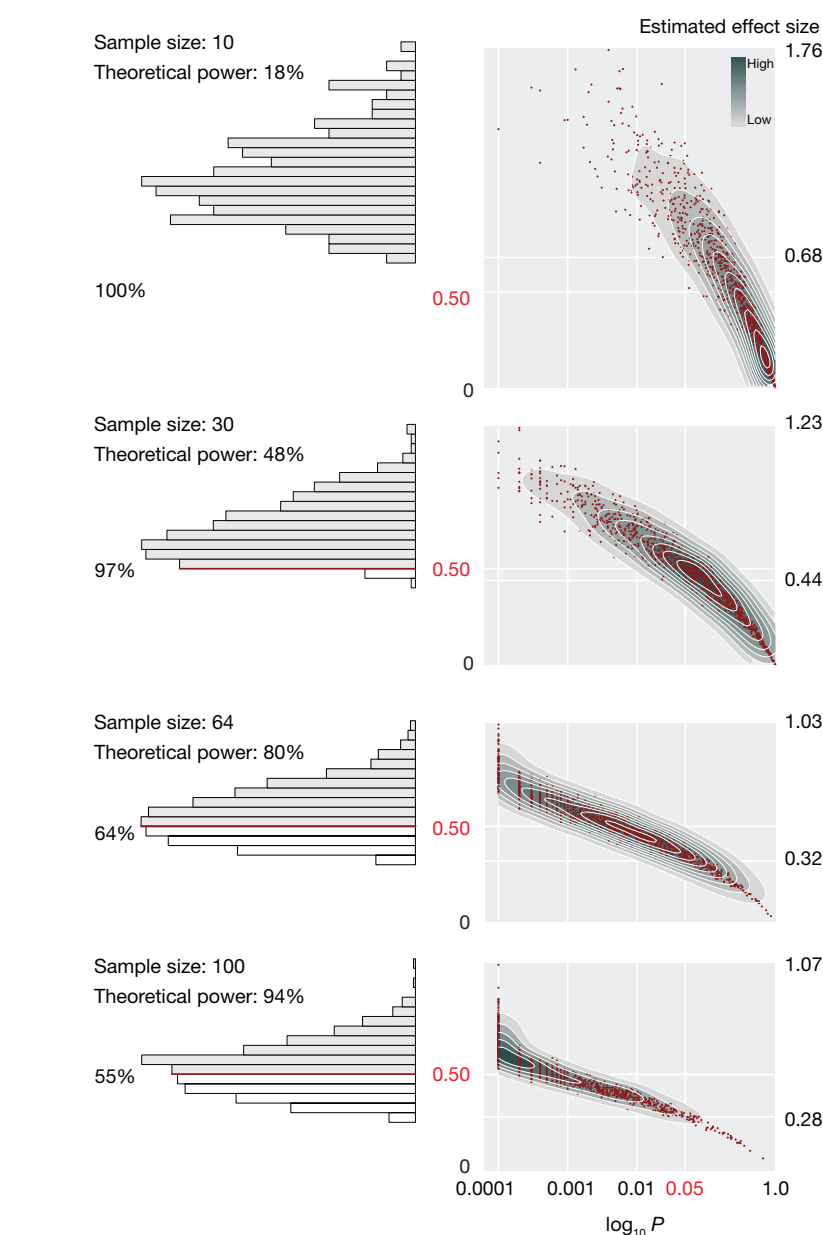 Estimated effect size
Sample size: 10
Theoretical power: 18%
1.76
High
Low
0.68
100%
0.50
0
Sample size: 30
Theoretical power: 48%
1.23
97%
0.50
0.44
0
Sample size: 64
Theoretical power: 80%
1.03
64%
0.50
0.32
0
Sample size: 100
Theoretical power: 94%
1.07
55%
0.50
0.28
0
0.0001 0.001 0.01 0.05 1.0
log₁₀ P